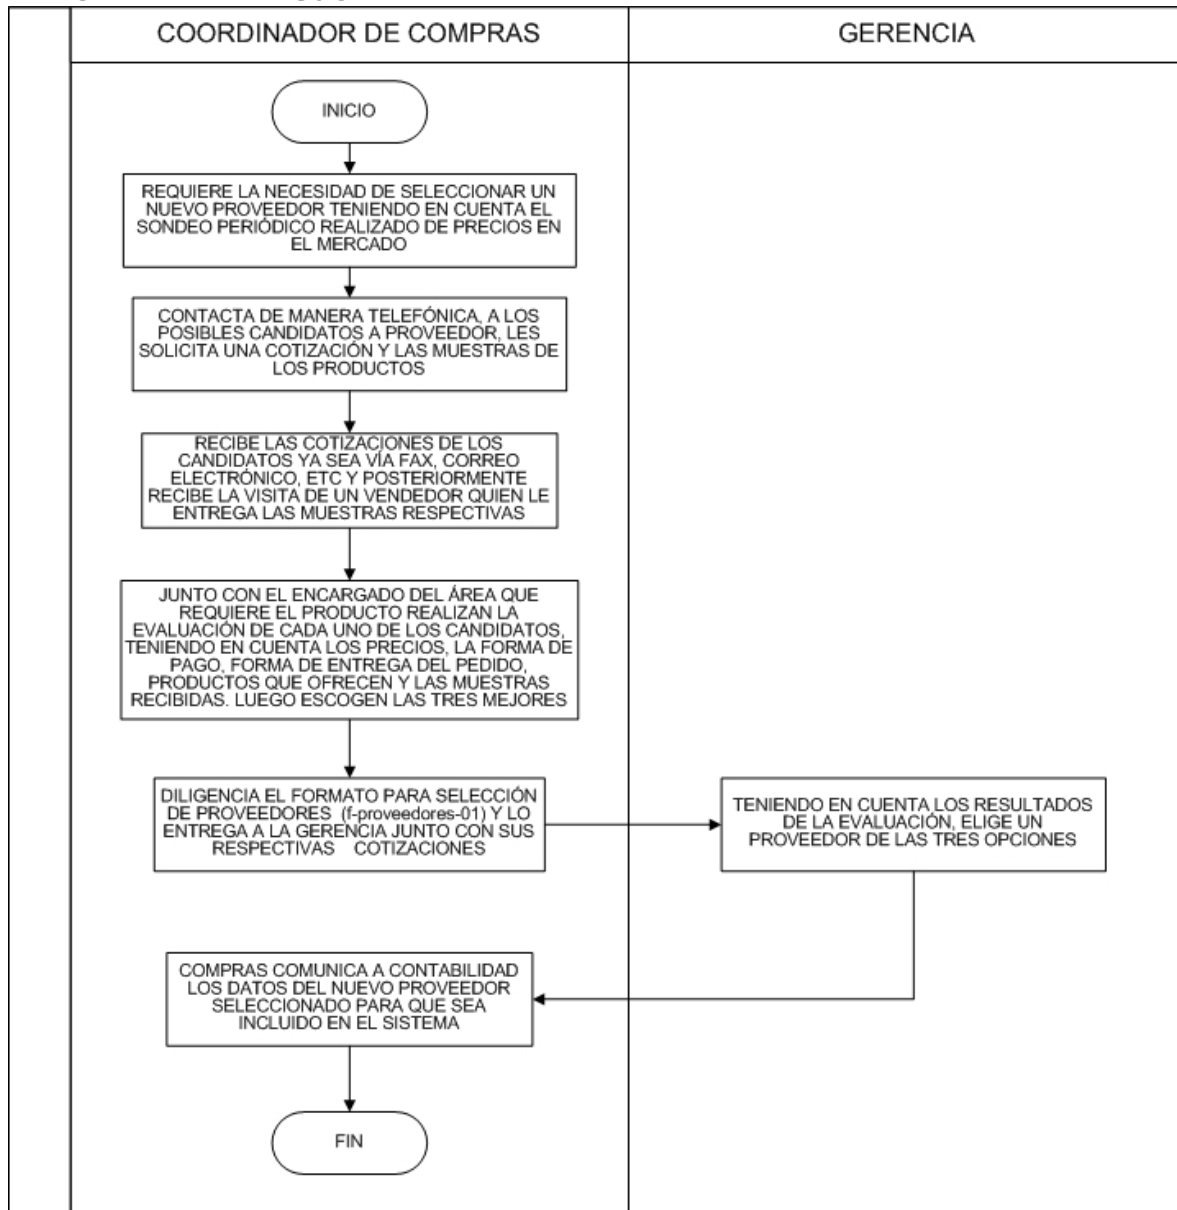 COORDINADOR DE COMPRAS
GERENCIA
INICIO
REQUIERE LA NECESIDAD DE SELECCIONAR UN
NUEVO PROVEEDOR TENIENDO EN CUENTA EL
SONDEO PERIÓDICO REALIZADO DE PRECIOS EN
EL MERCADO
CONTACTA DE MANERA TELEFÓNICA, A LOS
POSIBLES CANDIDATOS A PROVEEDOR, LES
SOLICITA UNA COTIZACIÓN Y LAS MUESTRAS DE
LOS PRODUCTOS
RECIBE LAS COTIZACIONES DE LOS
CANDIDATOS YA SEA VÍA FAX, CORREO
ELECTRÓNICO, ETC Y POSTERIORMENTE
RECIBE LA VISITA DE UN VENDEDOR QUIEN LE
ENTREGA LAS MUESTRAS RESPECTIVAS
JUNTO CON EL ENCARGADO DEL ÁREA QUE
REQUIERE EL PRODUCTO REALIZAN LA
EVALUACIÓN DE CADA UNO DE LOS CANDIDATOS,
TENIENDO EN CUENTA LOS PRECIOS, LA FORMA DE
PAGO, FORMA DE ENTREGA DEL PEDIDO,
PRODUCTOS QUE OFRECEN Y LAS MUESTRAS
RECIBIDAS. LUEGO ESCOGEN LAS TRES MEJORES
DILIGENCIA EL FORMATO PARA SELECCIÓN
DE PROVEEDORES (f-proveedores-01) Y LO
ENTREGA A LA GERENCIA JUNTO CON SUS
RESPECTIVAS COTIZACIONES
TENIENDO EN CUENTA LOS RESULTADOS
DE LA EVALUACIÓN, ELIGE UN
PROVEEDOR DE LAS TRES OPCIONES
COMPRAS COMUNICA A CONTABILIDAD
LOS DATOS DEL NUEVO PROVEEDOR
SELECCIONADO PARA QUE SEA
INCLUIDO EN EL SISTEMA
FIN